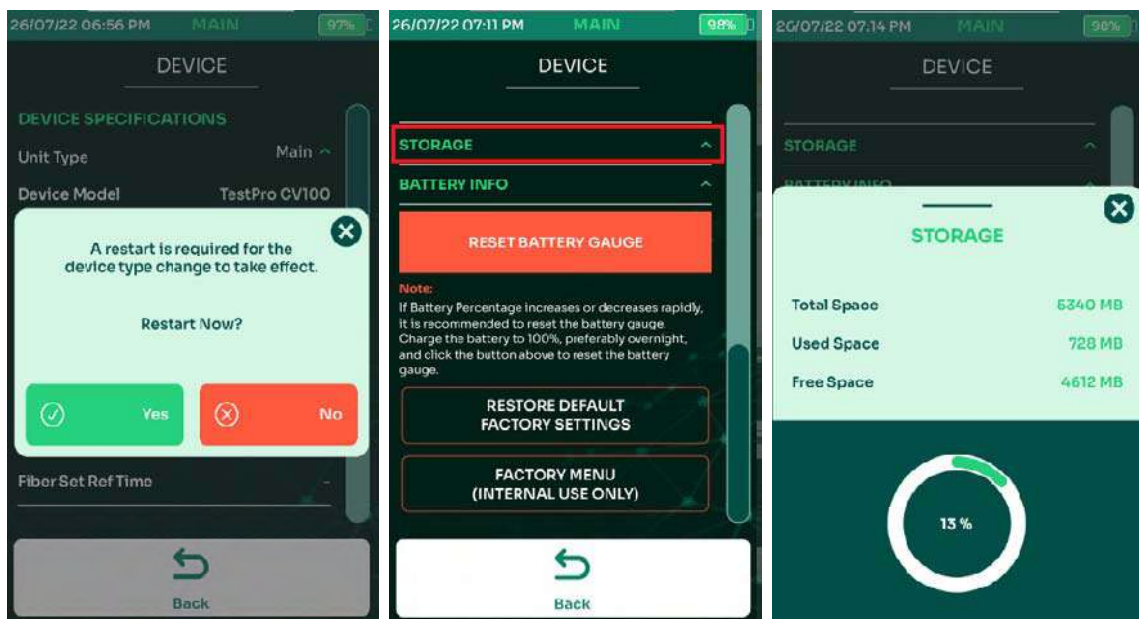 26/07/22 06:56 PM MAIN 97%
DEVICE
DEVICE SPECIFICATIONS
Unit Type Main
Device Model TestPro CV100
A restart is required for the
device type change to take effect.
Restart Now?
Yes No
Fiber Set Ref Time -
Back
26/07/22 07:11 PM MAIN 98%
DEVICE
STORAGE
BATTERY INFO
RESET BATTERY GAUGE
Note:
If Battery Percentage increases or decreases rapidly,
it is recommended to reset the battery gauge.
Charge the battery to 100%, preferably overnight,
and click the button above to reset the battery
gauge.
RESTORE DEFAULT
FACTORY SETTINGS
FACTORY MENU
(INTERNAL USE ONLY)
Back
26/07/22 07:14 PM MAIN 98%
DEVICE
STORAGE
BATTERY INFO
STORAGE
Total Space 5340 MB
Used Space 728 MB
Free Space 4612 MB
13 %